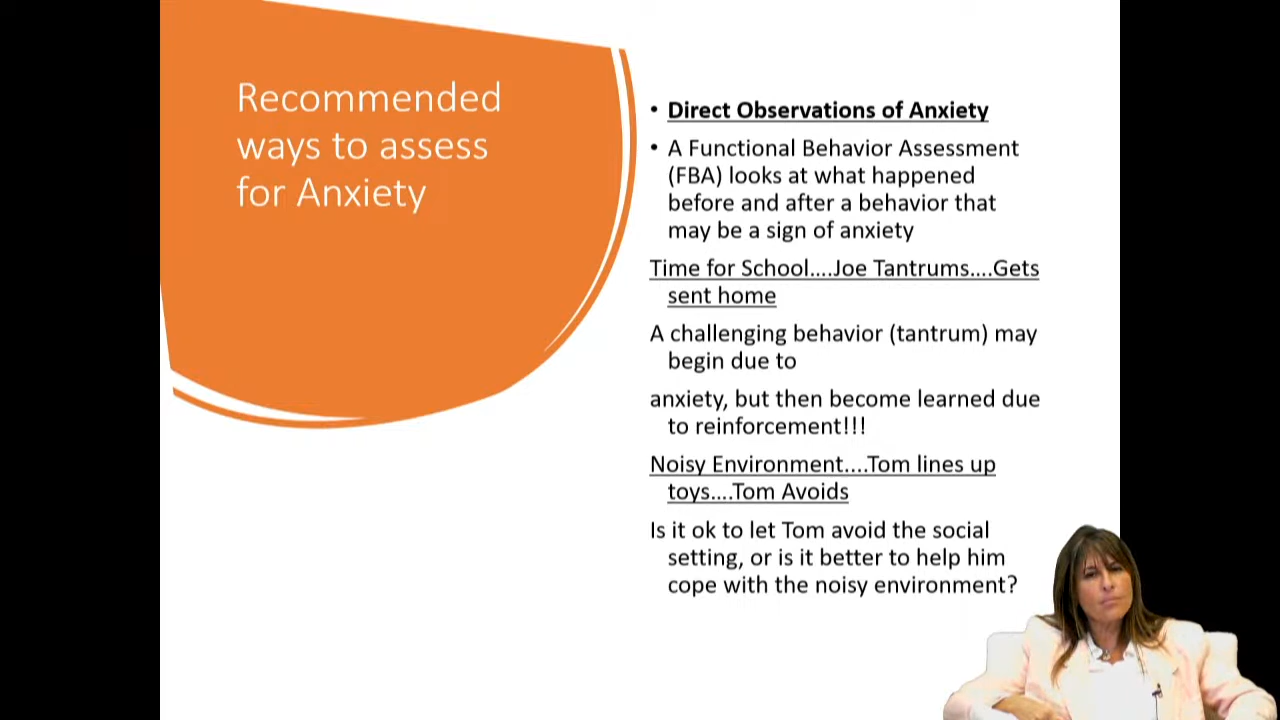 Recommended
ways to assess
for Anxiety
• Direct Observations of Anxiety
• A Functional Behavior Assessment
(FBA) looks at what happened
before and after a behavior that
may be a sign of anxiety
Time for School....Joe Tantrums....Gets
sent home
A challenging behavior (tantrum) may
begin due to
anxiety, but then become learned due
to reinforcement!!!
Noisy Environment....Tom lines up
toys....Tom Avoids
Is it ok to let Tom avoid the social
setting, or is it better to help him
cope with the noisy environment?